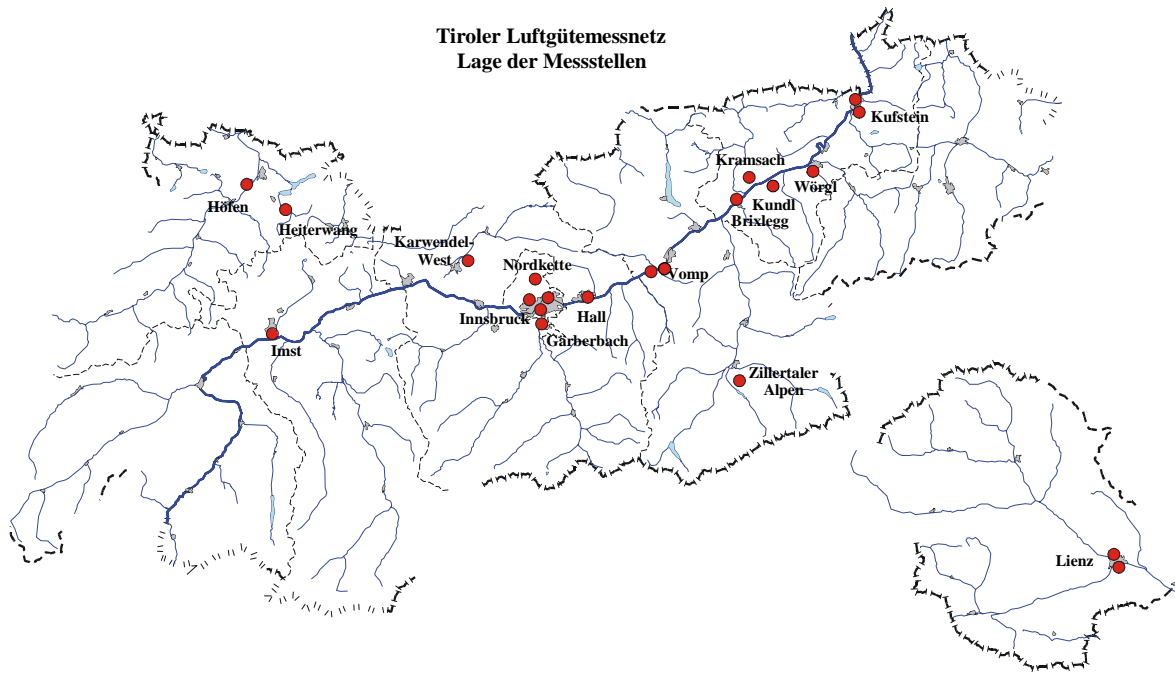 Tiroler Luftgütemessnetz
Lage der Messstellen
Kufstein
Kramsach
Wörgl
Kundl
Brixlegg
Höfen
Heiterwang
Karwendel-
West
Nordkette
Vomp
Innsbruck
Hall
Gärberbach
Imst
Zillertaler
Alpen
Lienz